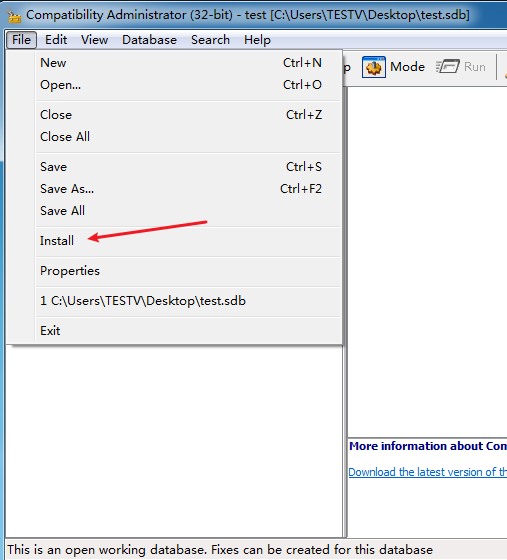 Compatibility Administrator (32-bit) - test [C:\Users\TESTV\Desktop\test.sdb]
File Edit View Database Search Help
New Ctrl+N
Open... Ctrl+O
Close Ctrl+Z
Close All
Save Ctrl+S
Save As... Ctrl+F2
Save All
Install
Properties
1 C:\Users\TESTV\Desktop\test.sdb
Exit
Mode Run
More information about
Download the latest version of
This is an open working database. Fixes can be created for this database